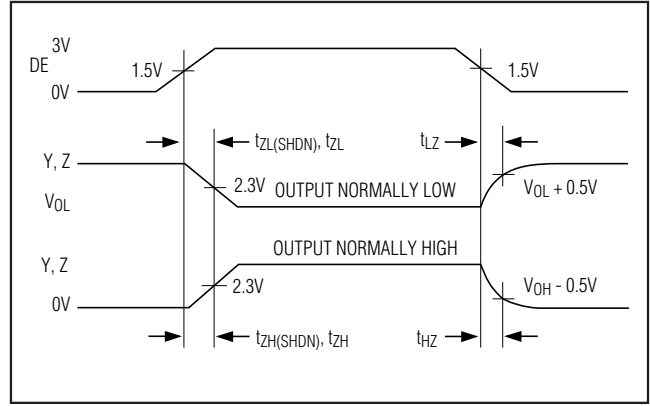 3V
DE
1.5V
1.5V
0V
tZL(SHDN), tZL
tLZ
Y, Z
2.3V
OUTPUT NORMALLY LOW
VOL + 0.5V
VOL
OUTPUT NORMALLY HIGH
Y, Z
2.3V
VOH - 0.5V
0V
tZH(SHDN), tZH
tHZ